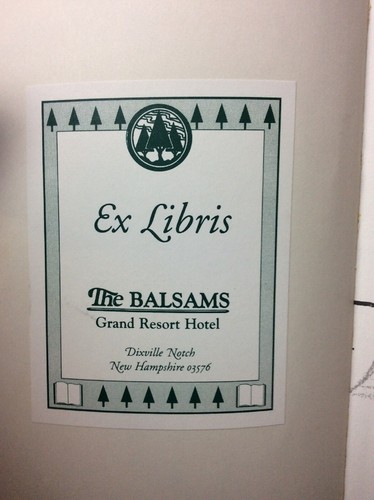 Ex Libris
The BALSAMS
Grand Resort Hotel
Dixville Notch
New Hampshire 03576